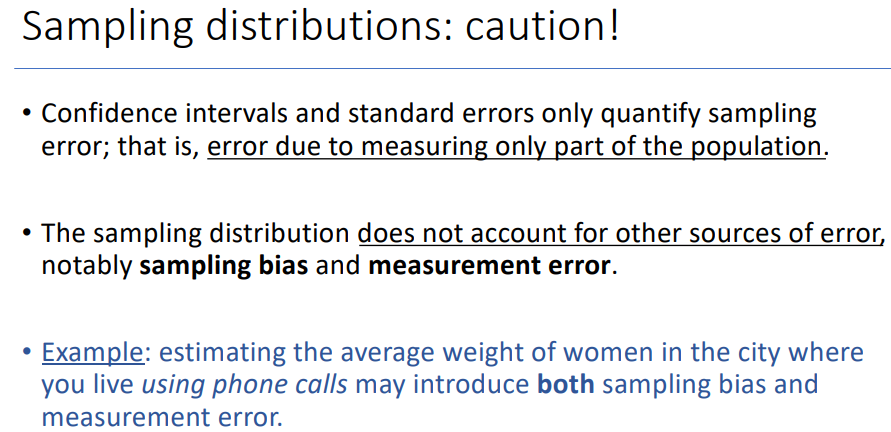 Sampling distributions: caution!
• Confidence intervals and standard errors only quantify sampling
error; that is, error due to measuring only part of the population.
• The sampling distribution does not account for other sources of error,
notably sampling bias and measurement error.
• Example: estimating the average weight of women in the city where
you live using phone calls may introduce both sampling bias and
measurement error.